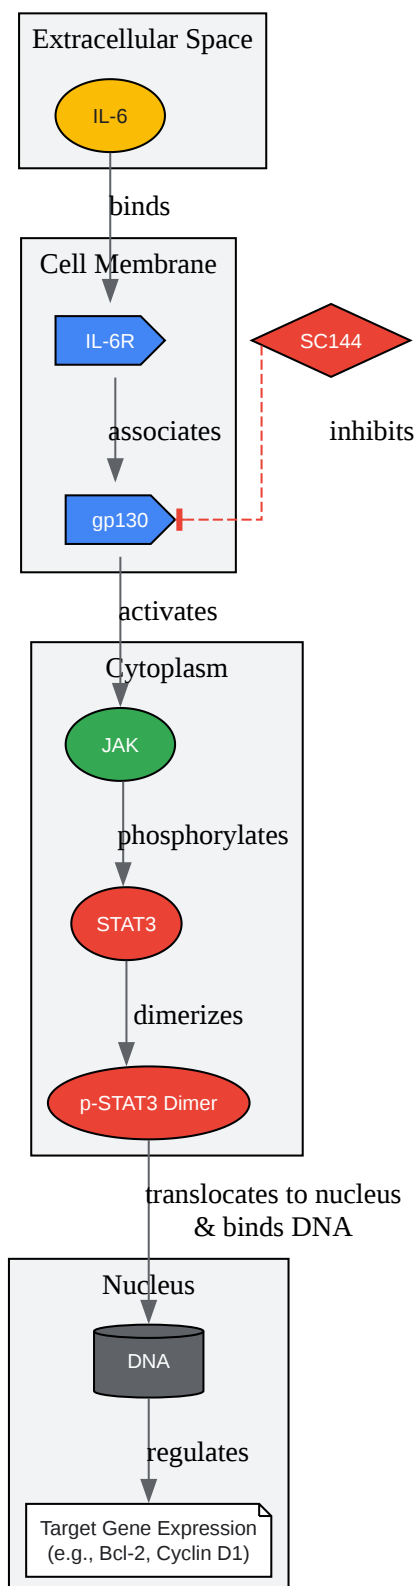 Extracellular Space
IL-6
binds
Cell Membrane
IL-6R
SC144
associates
inhibits
gp130
activates
Cytoplasm
JAK
phosphorylates
STAT3
dimerizes
p-STAT3 Dimer
translocates to nucleus
& binds DNA
Nucleus
DNA
regulates
Target Gene Expression
(e.g., Bcl-2, Cyclin D1)